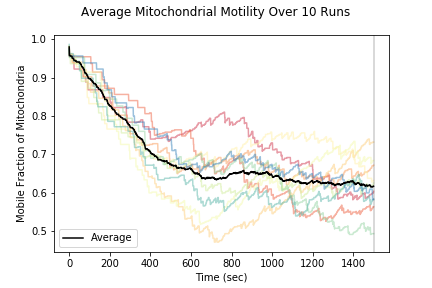 Average Mitochondrial Motility Over 10 Runs
Mobile Fraction of Mitochondria
1.0
0.9
0.8
0.7
0.6
0.5
Average
0 200 400 600 800 1000 1200 1400
Time (sec)